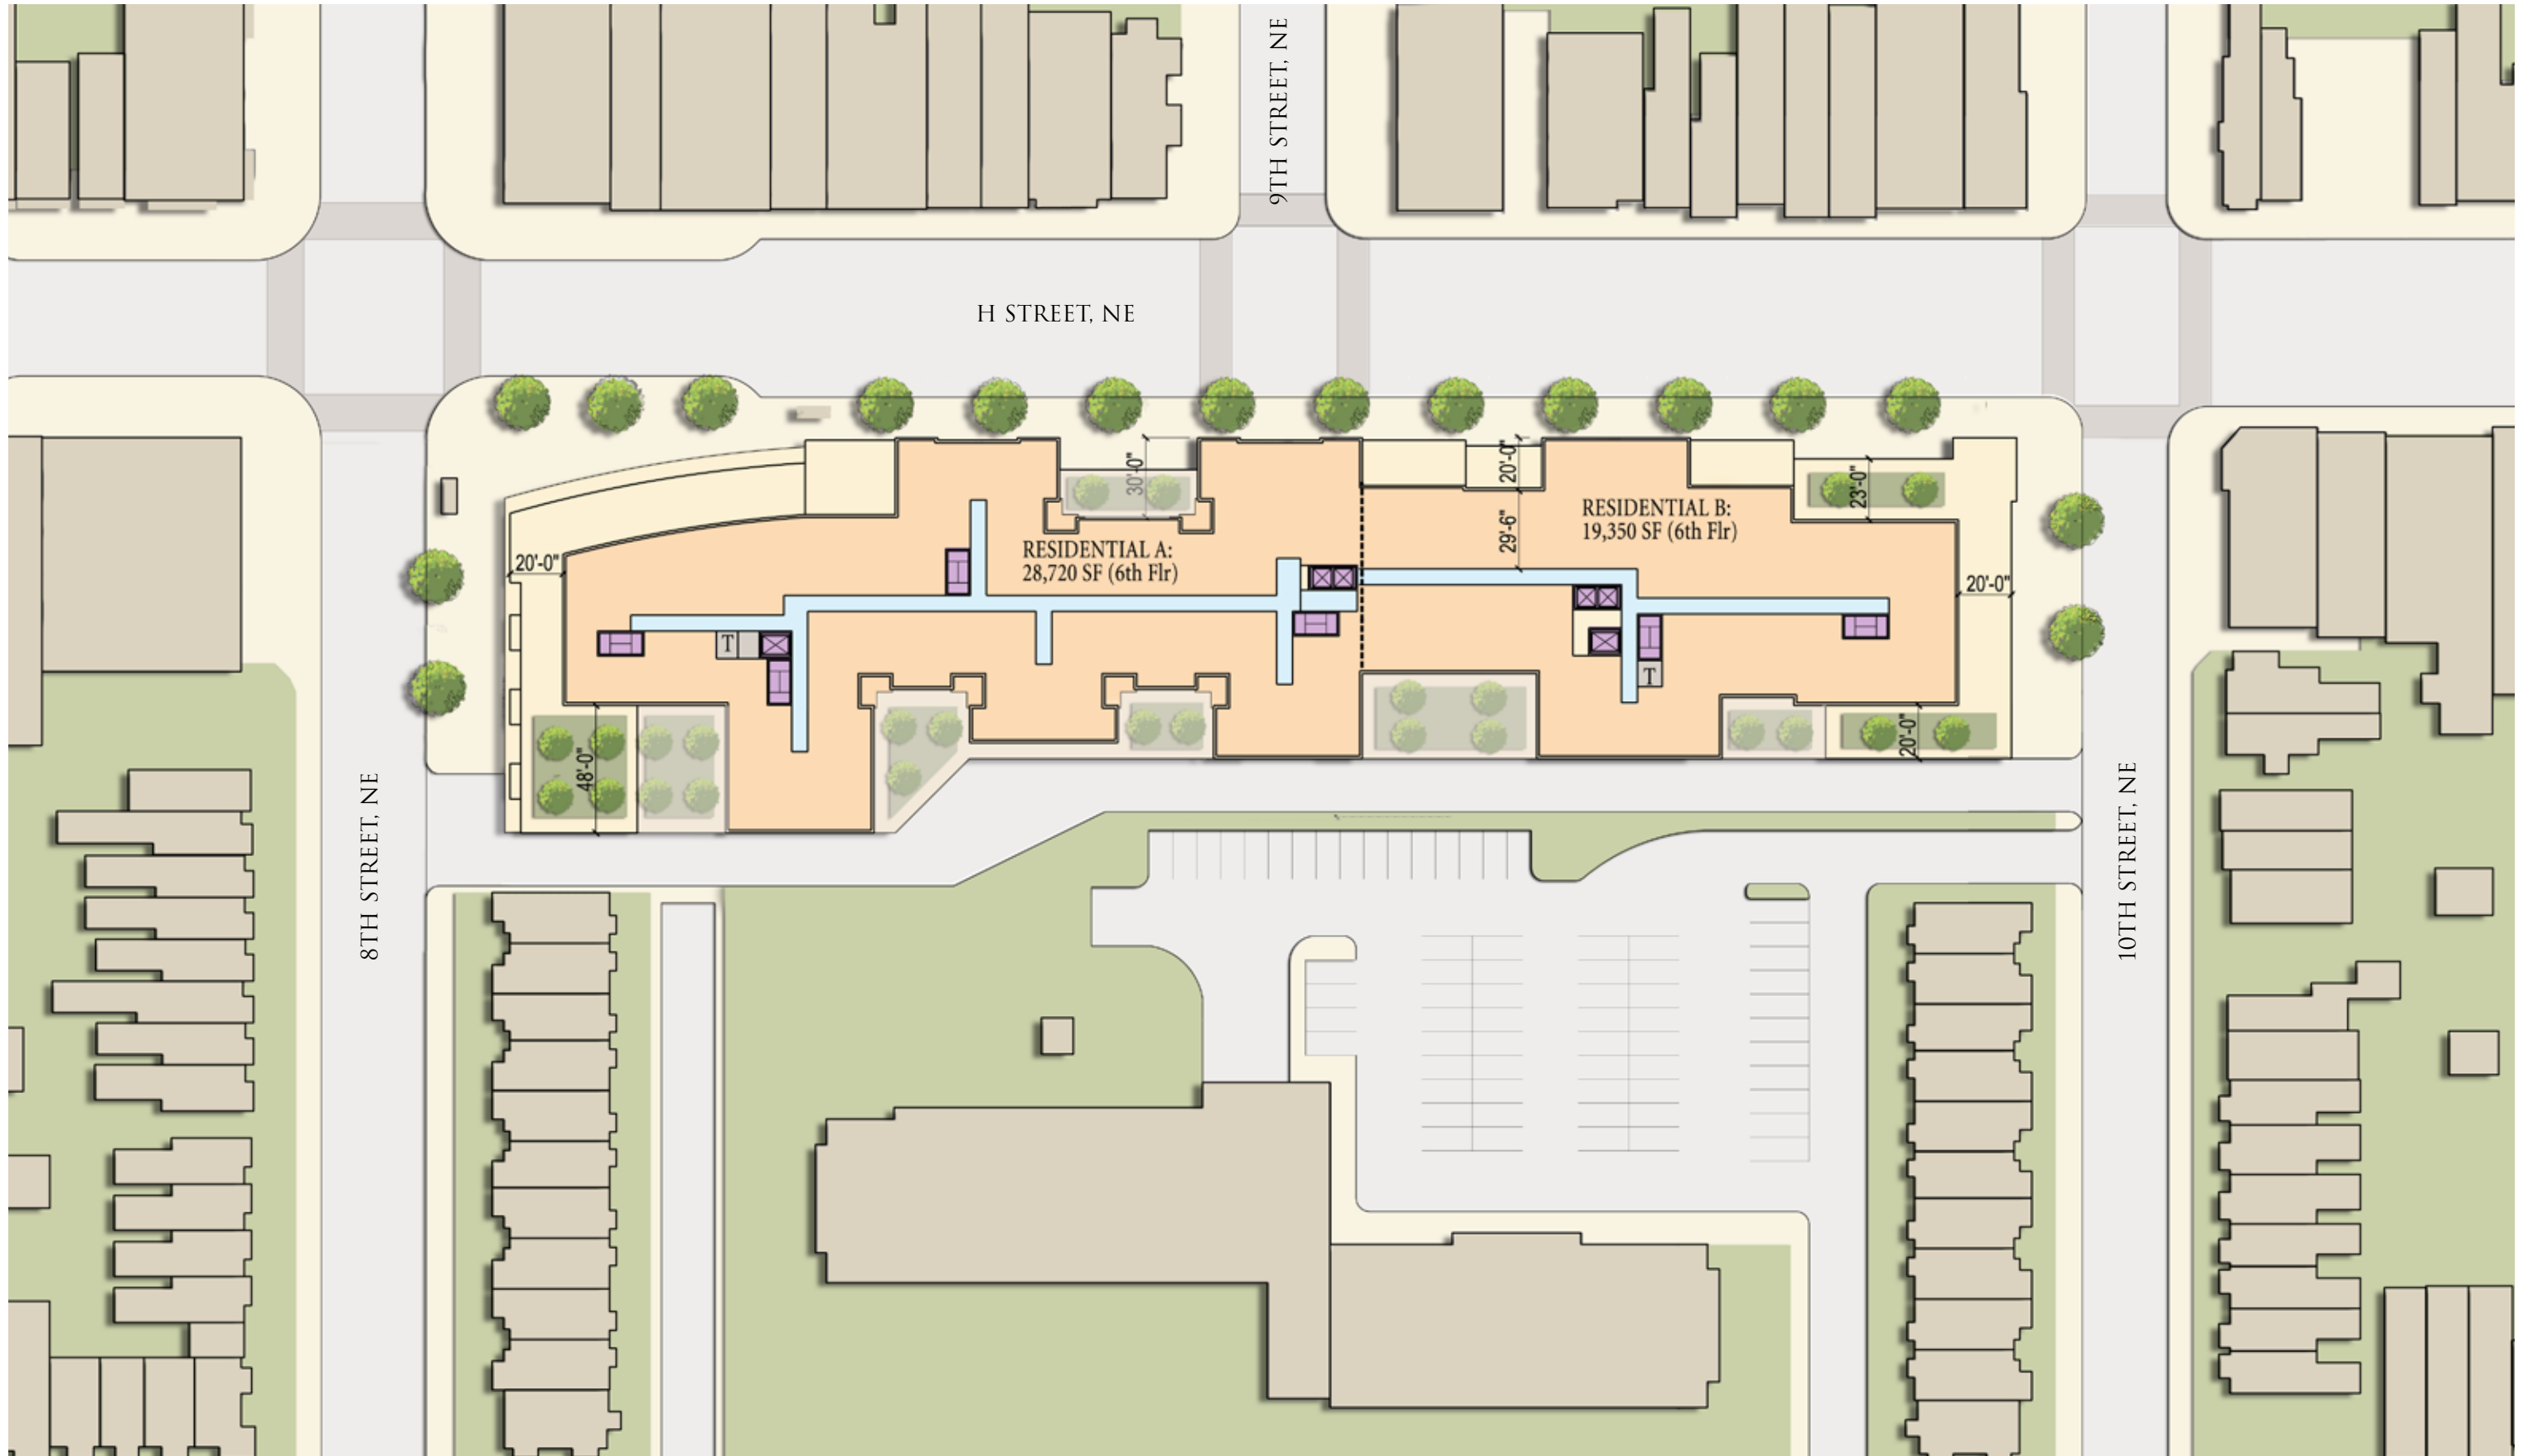 9TH STREET, NE
H STREET, NE
30'-0"
20'-0"
23'-0"
RESIDENTIAL B:
19,350 SF (6th Flr)
29'-6"
RESIDENTIAL A:
28,720 SF (6th Flr)
20'-0"
20'-0"
T
T
48'-0"
20'-0"
8TH STREET, NE
10TH STREET, NE